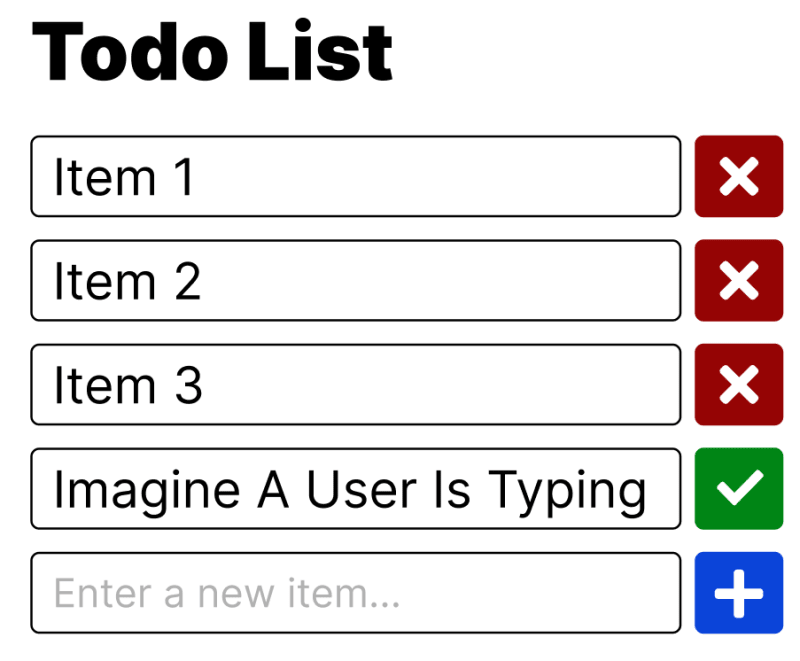 Todo List
Item 1
Item 2
Item 3
Imagine A User Is Typing
Enter a new item...